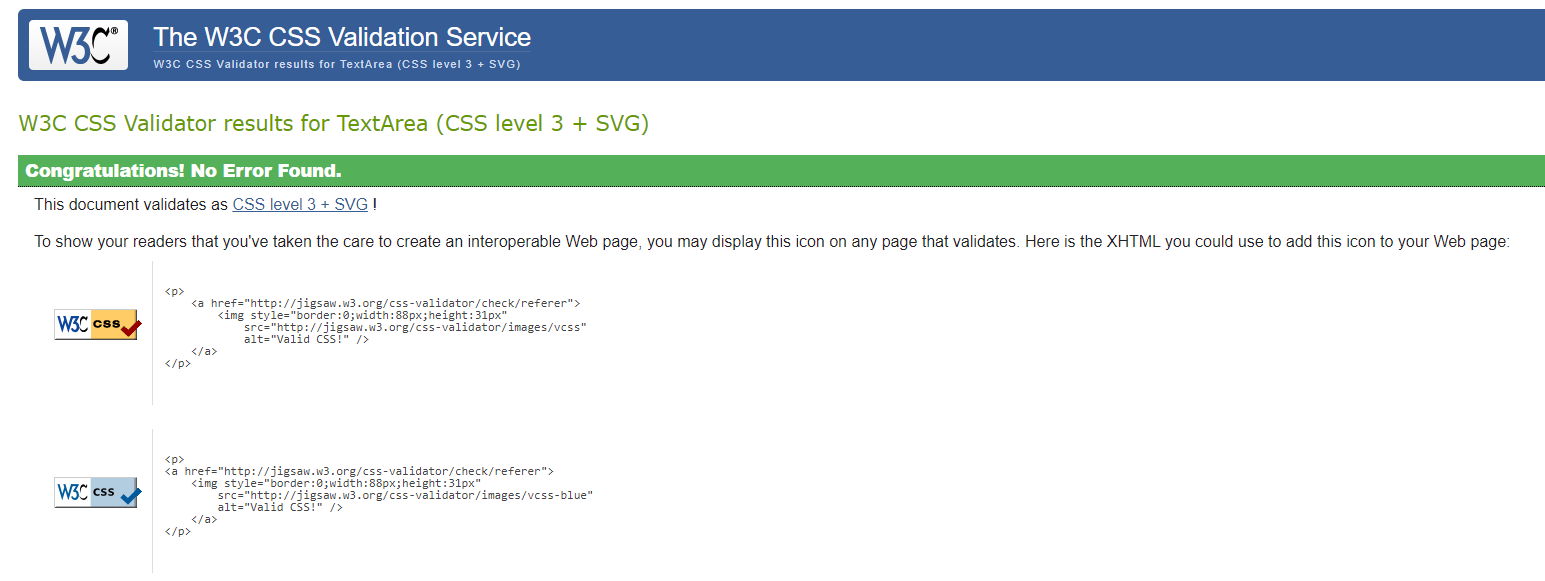 W3C®
The W3C CSS Validation Service
W3C CSS Validator results for TextArea (CSS level 3 + SVG)
W3C CSS Validator results for TextArea (CSS level 3 + SVG)
Congratulations! No Error Found.
This document validates as CSS level 3 + SVG !
To show your readers that you've taken the care to create an interoperable Web page, you may display this icon on any page that validates. Here is the XHTML you could use to add this icon to your Web page:
W3C css
<p>
    <a href="http://jigsaw.w3.org/css-validator/check/referer">
        <img style="border:0;width:88px;height:31px"
            src="http://jigsaw.w3.org/css-validator/images/vcss"
            alt="Valid CSS!" />
    </a>
</p>
W3C css
<p>
<a href="http://jigsaw.w3.org/css-validator/check/referer">
    <img style="border:0;width:88px;height:31px"
        src="http://jigsaw.w3.org/css-validator/images/vcss-blue"
        alt="Valid CSS!" />
    </a>
</p>